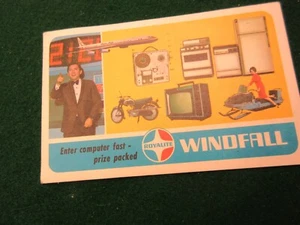 Enter computer fast -
prize packed
ROYALITE
WINDFALL